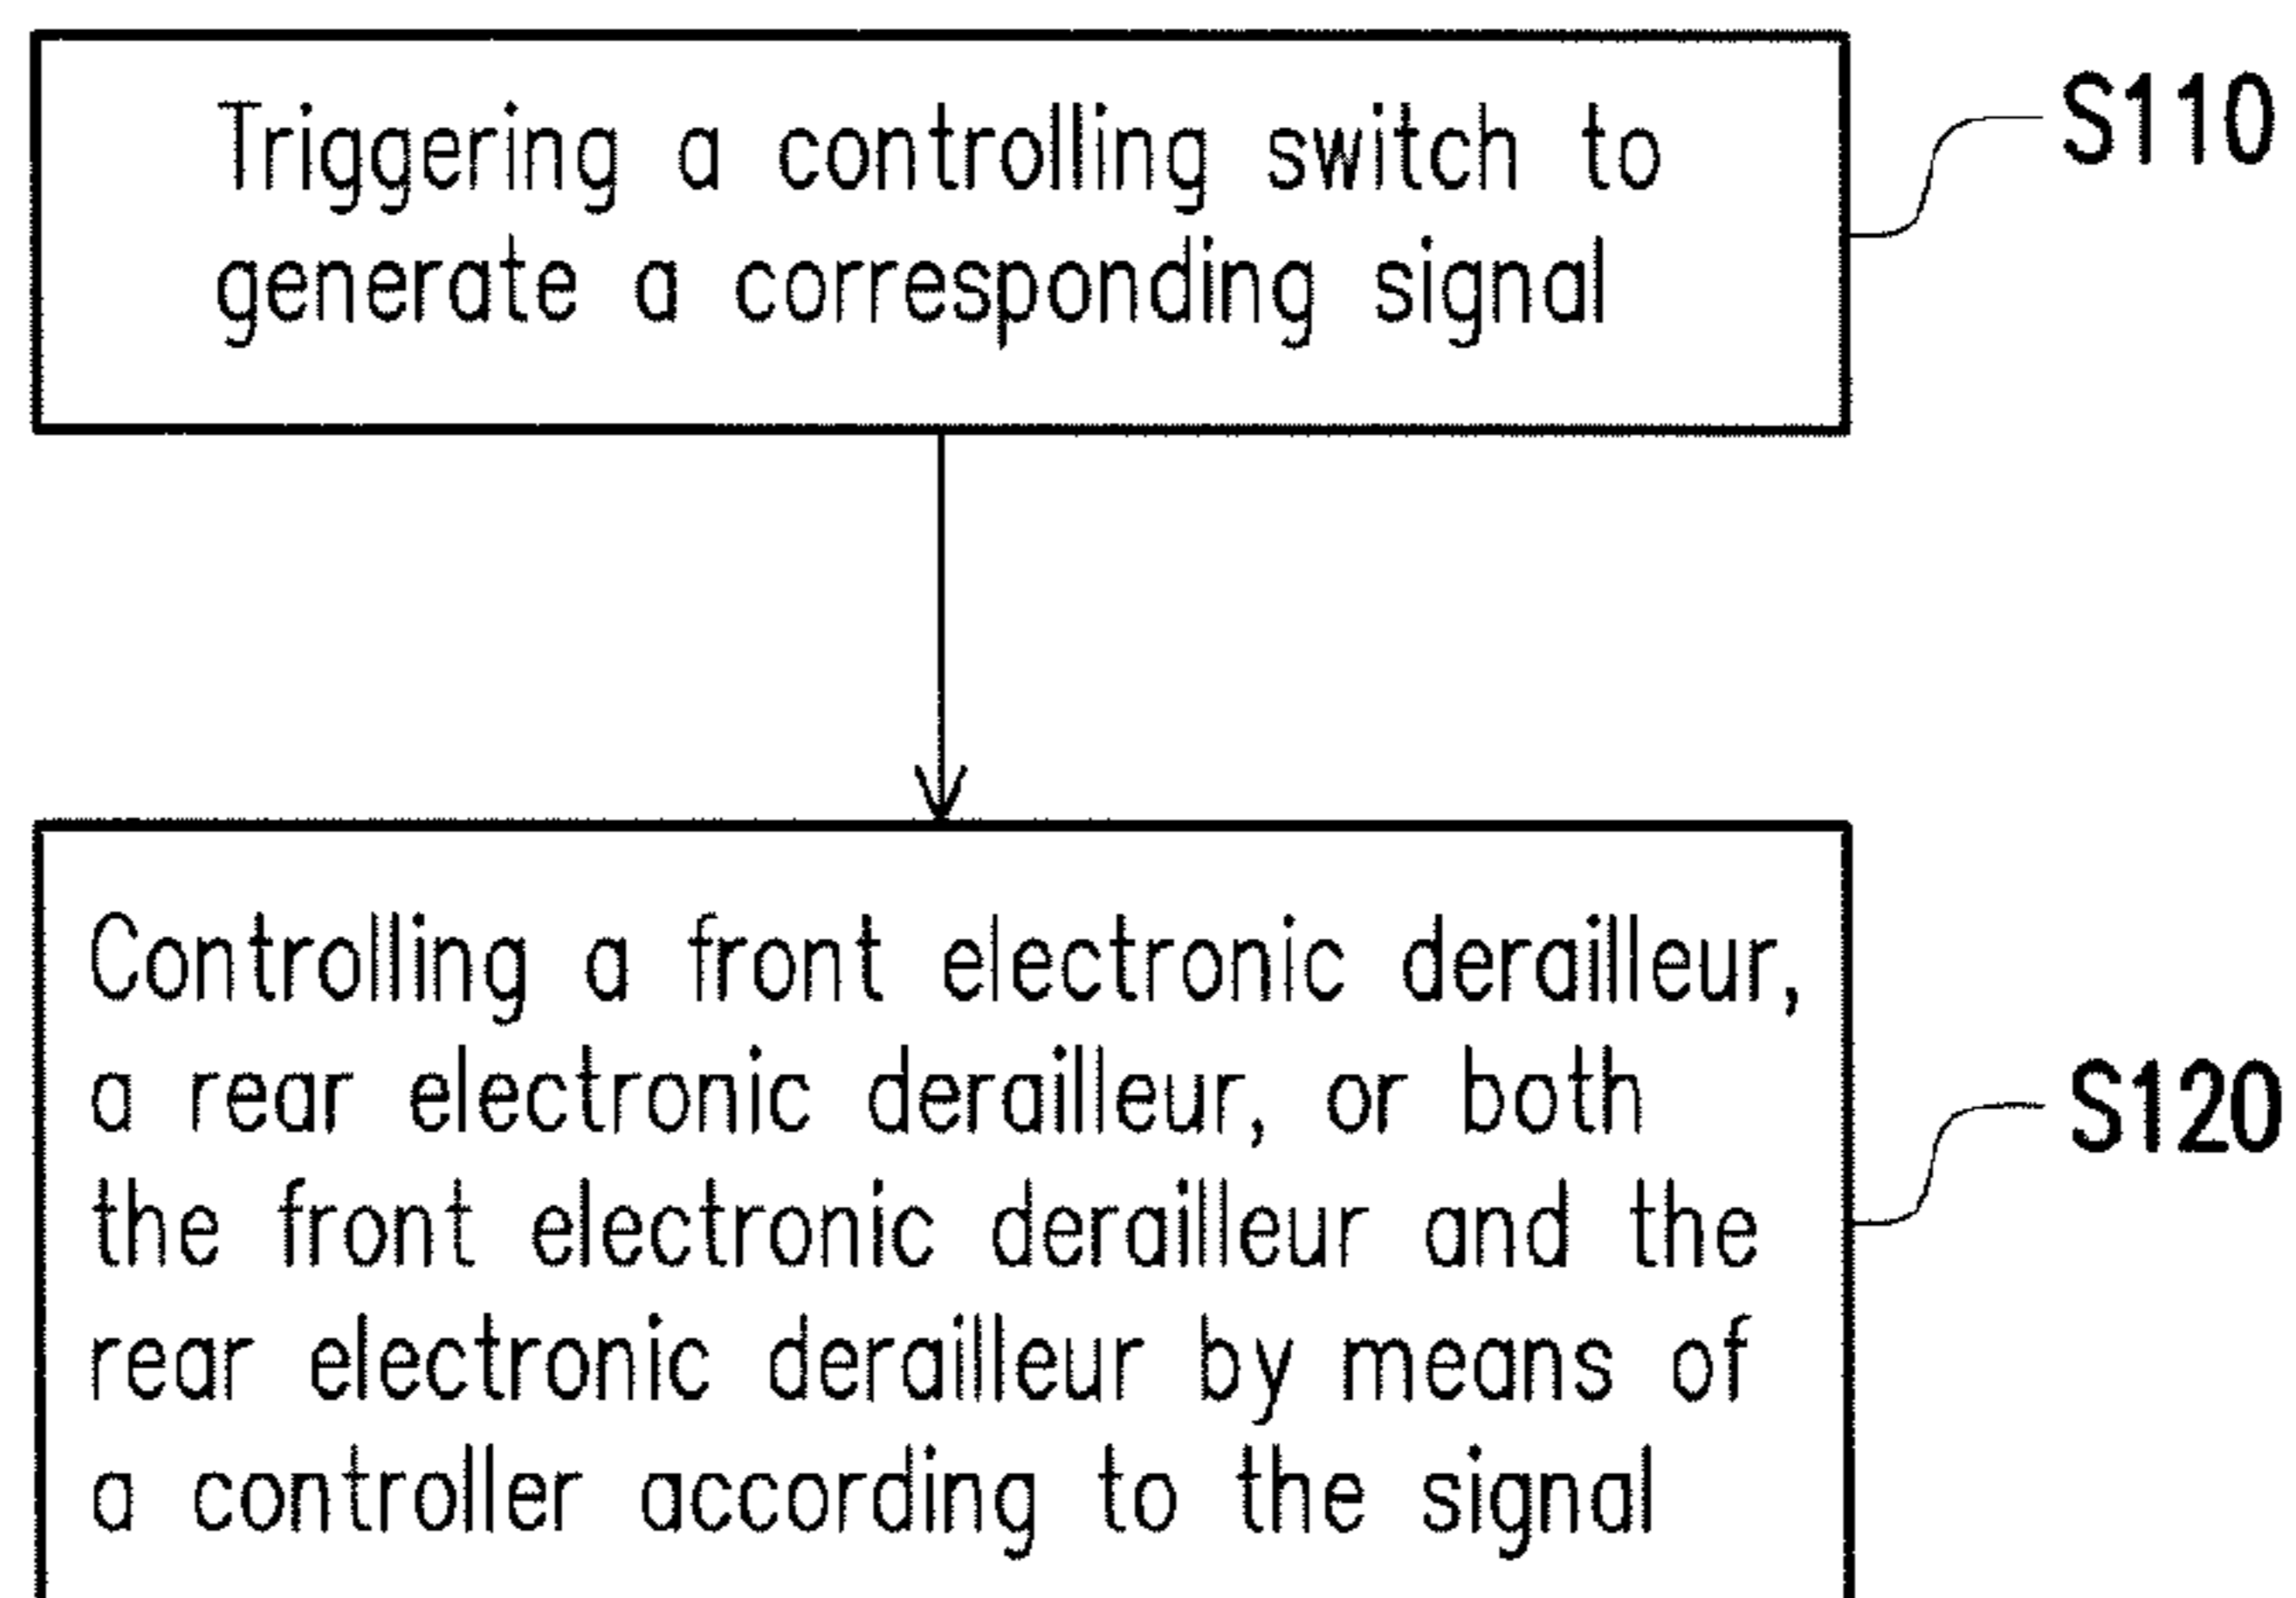 Triggering a controlling switch to
generate a corresponding signal
S110
Controlling a front electronic derailleur,
a rear electronic derailleur, or both
the front electronic derailleur and the
rear electronic derailleur by means of
a controller according to the signal
S120